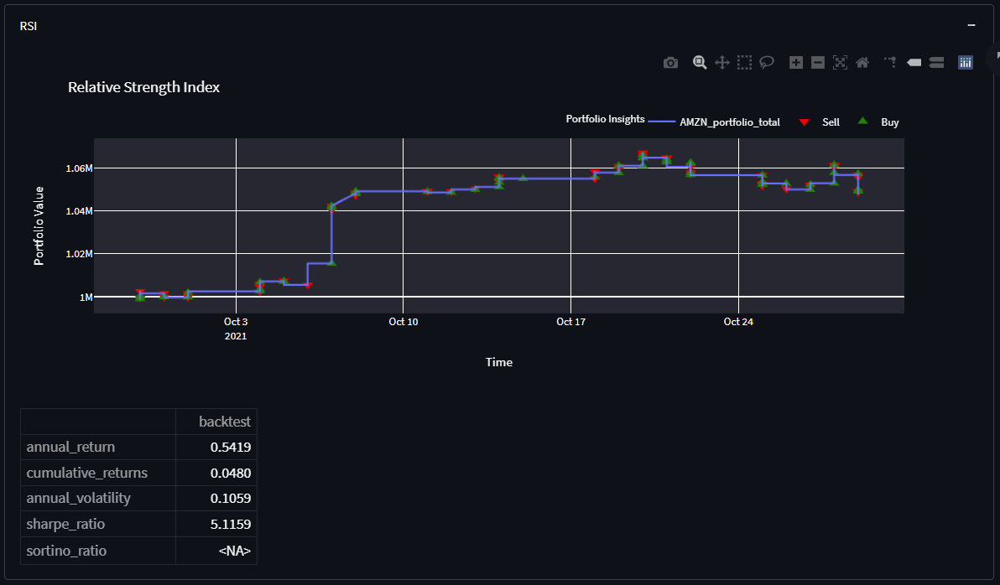 RSI
Relative Strength Index
Portfolio Insights AMZN_portfolio_total Sell Buy
Portfolio Value
1.06M
1.04M
1.02M
1M
Oct 3 Oct 10 Oct 17 Oct 24
2021
Time
backtest
annual_return 0.5419
cumulative_returns 0.0480
annual_volatility 0.1059
sharpe_ratio 5.1159
sortino_ratio <NA>